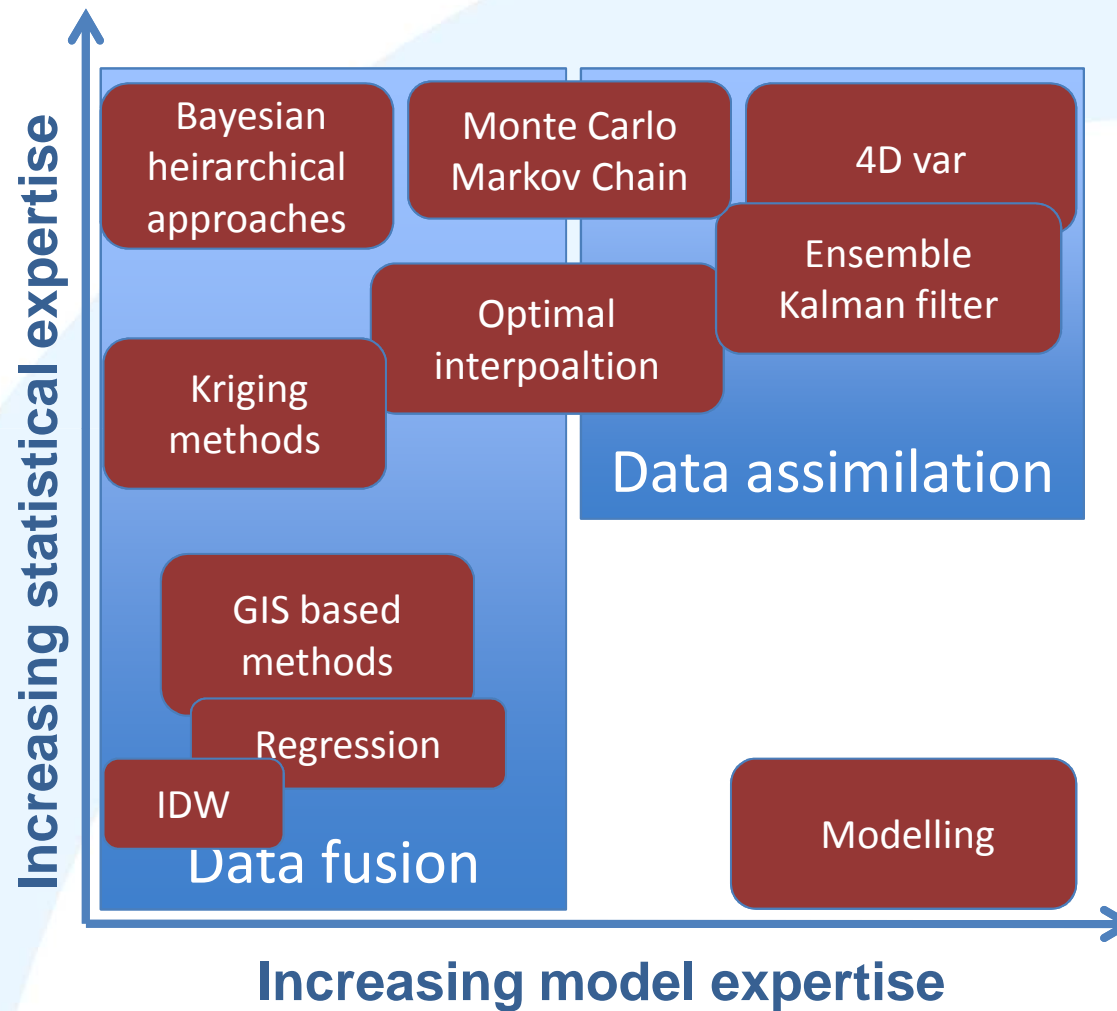 Increasing statistical expertise
Bayesian
heirarchical
approaches
Monte Carlo
Markov Chain
4D var
Ensemble
Kalman filter
Optimal
interpoaltion
Kriging
methods
Data assimilation
GIS based
methods
Regression
IDW
Data fusion
Modelling
Increasing model expertise